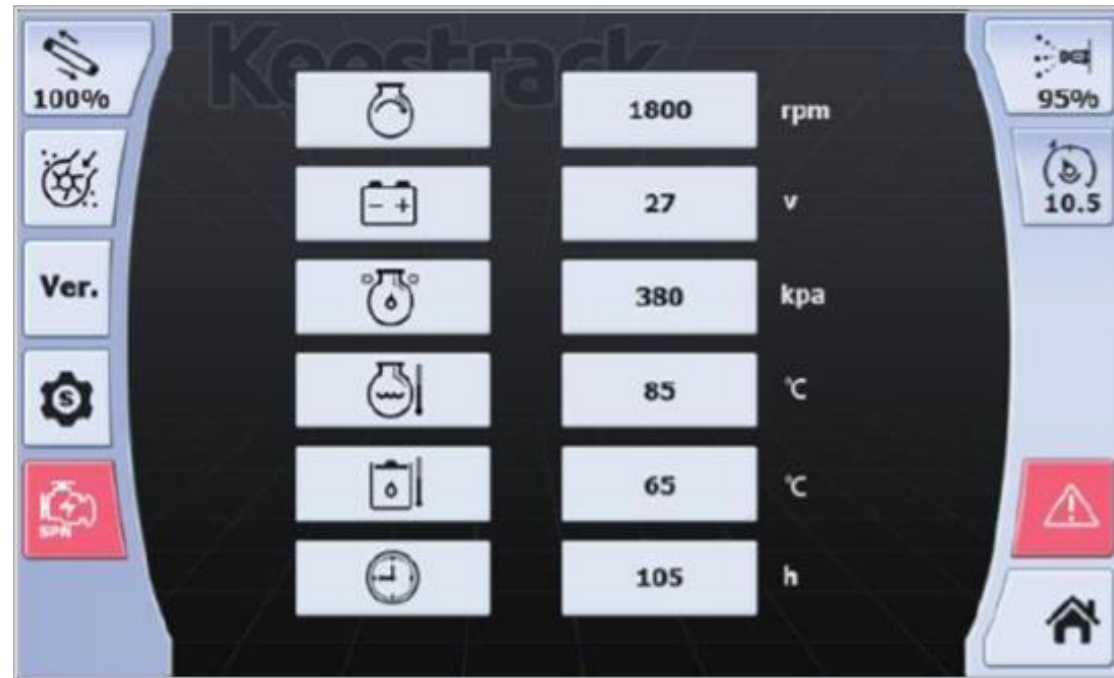 Keestrack
100%
95%
1800 rpm
10.5
27 v
Ver.
380 kpa
S
85 °C
SPN
65 °C
105 h